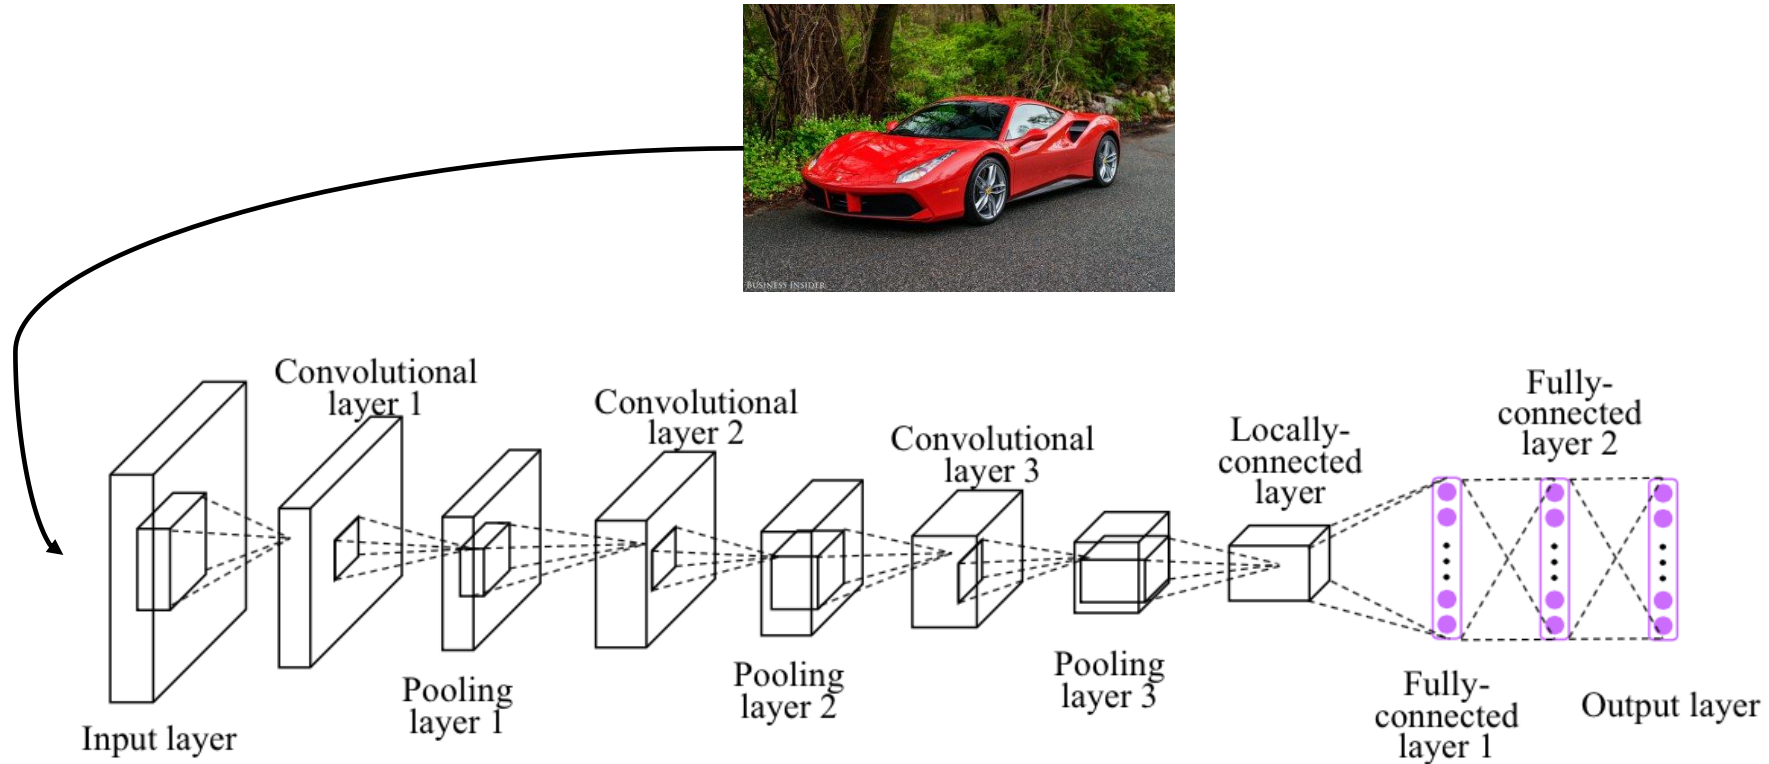 BUSINESS INSIDER
Convolutional
layer 1
Convolutional
layer 2
Convolutional
layer 3
Locally-
connected
layer
Fully-
connected
layer 2
Input layer
Pooling
layer 1
Pooling
layer 2
Pooling
layer 3
Fully-
connected
layer 1
Output layer